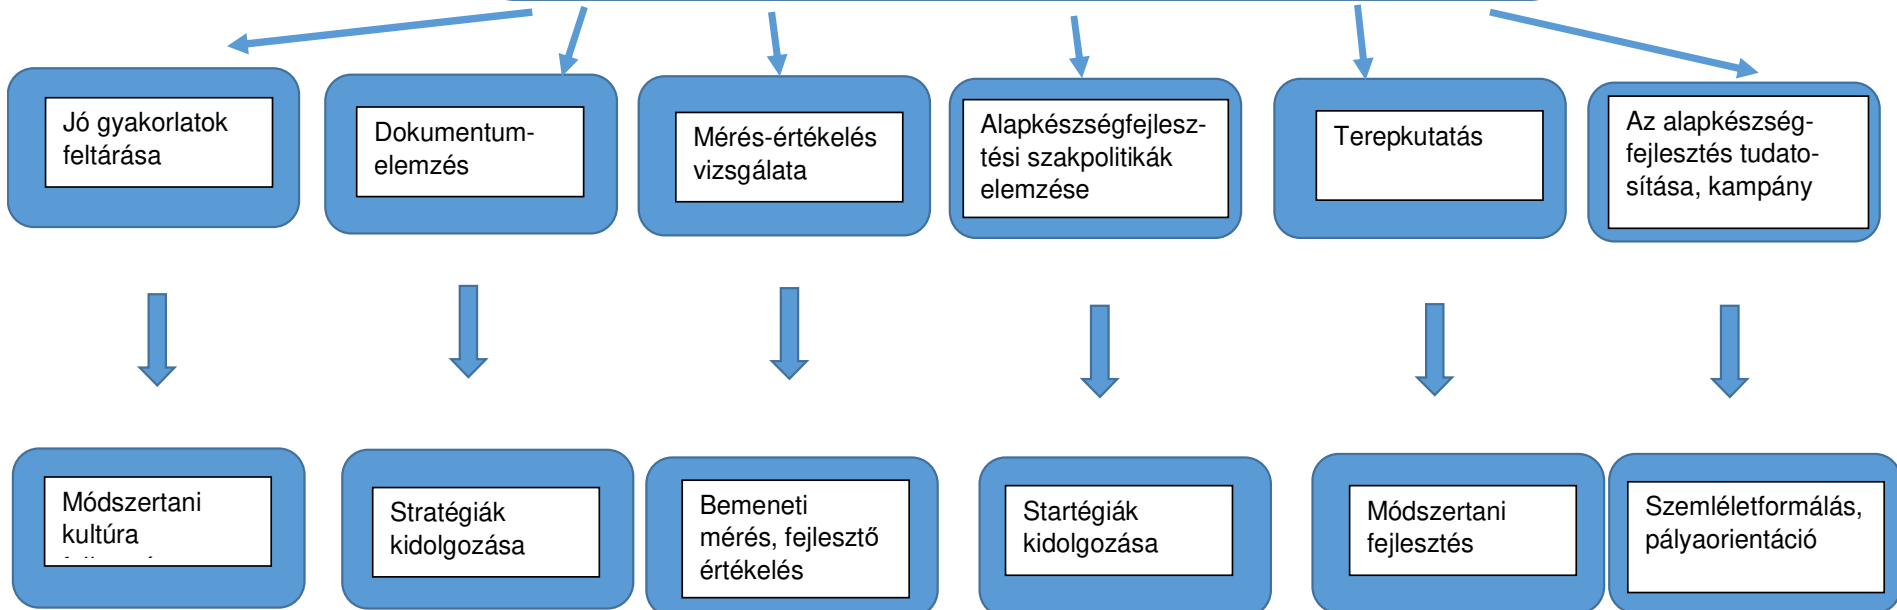 Jó gyakorlatok
feltárása
Dokumentum-
elemzés
Mérés-értékelés
vizsgálata
Alapkészségfejlesz-
tési szakpolitikák
elemzése
Terepkutatás
Az alapkészség-
fejlesztés tudato-
sítása, kampány
Módszertani
kultúra
Stratégiák
kidolgozása
Bemeneti
mérés, fejlesztő
értékelés
Startégiák
kidolgozása
Módszertani
fejlesztés
Szemléletformálás,
pályaorientáció